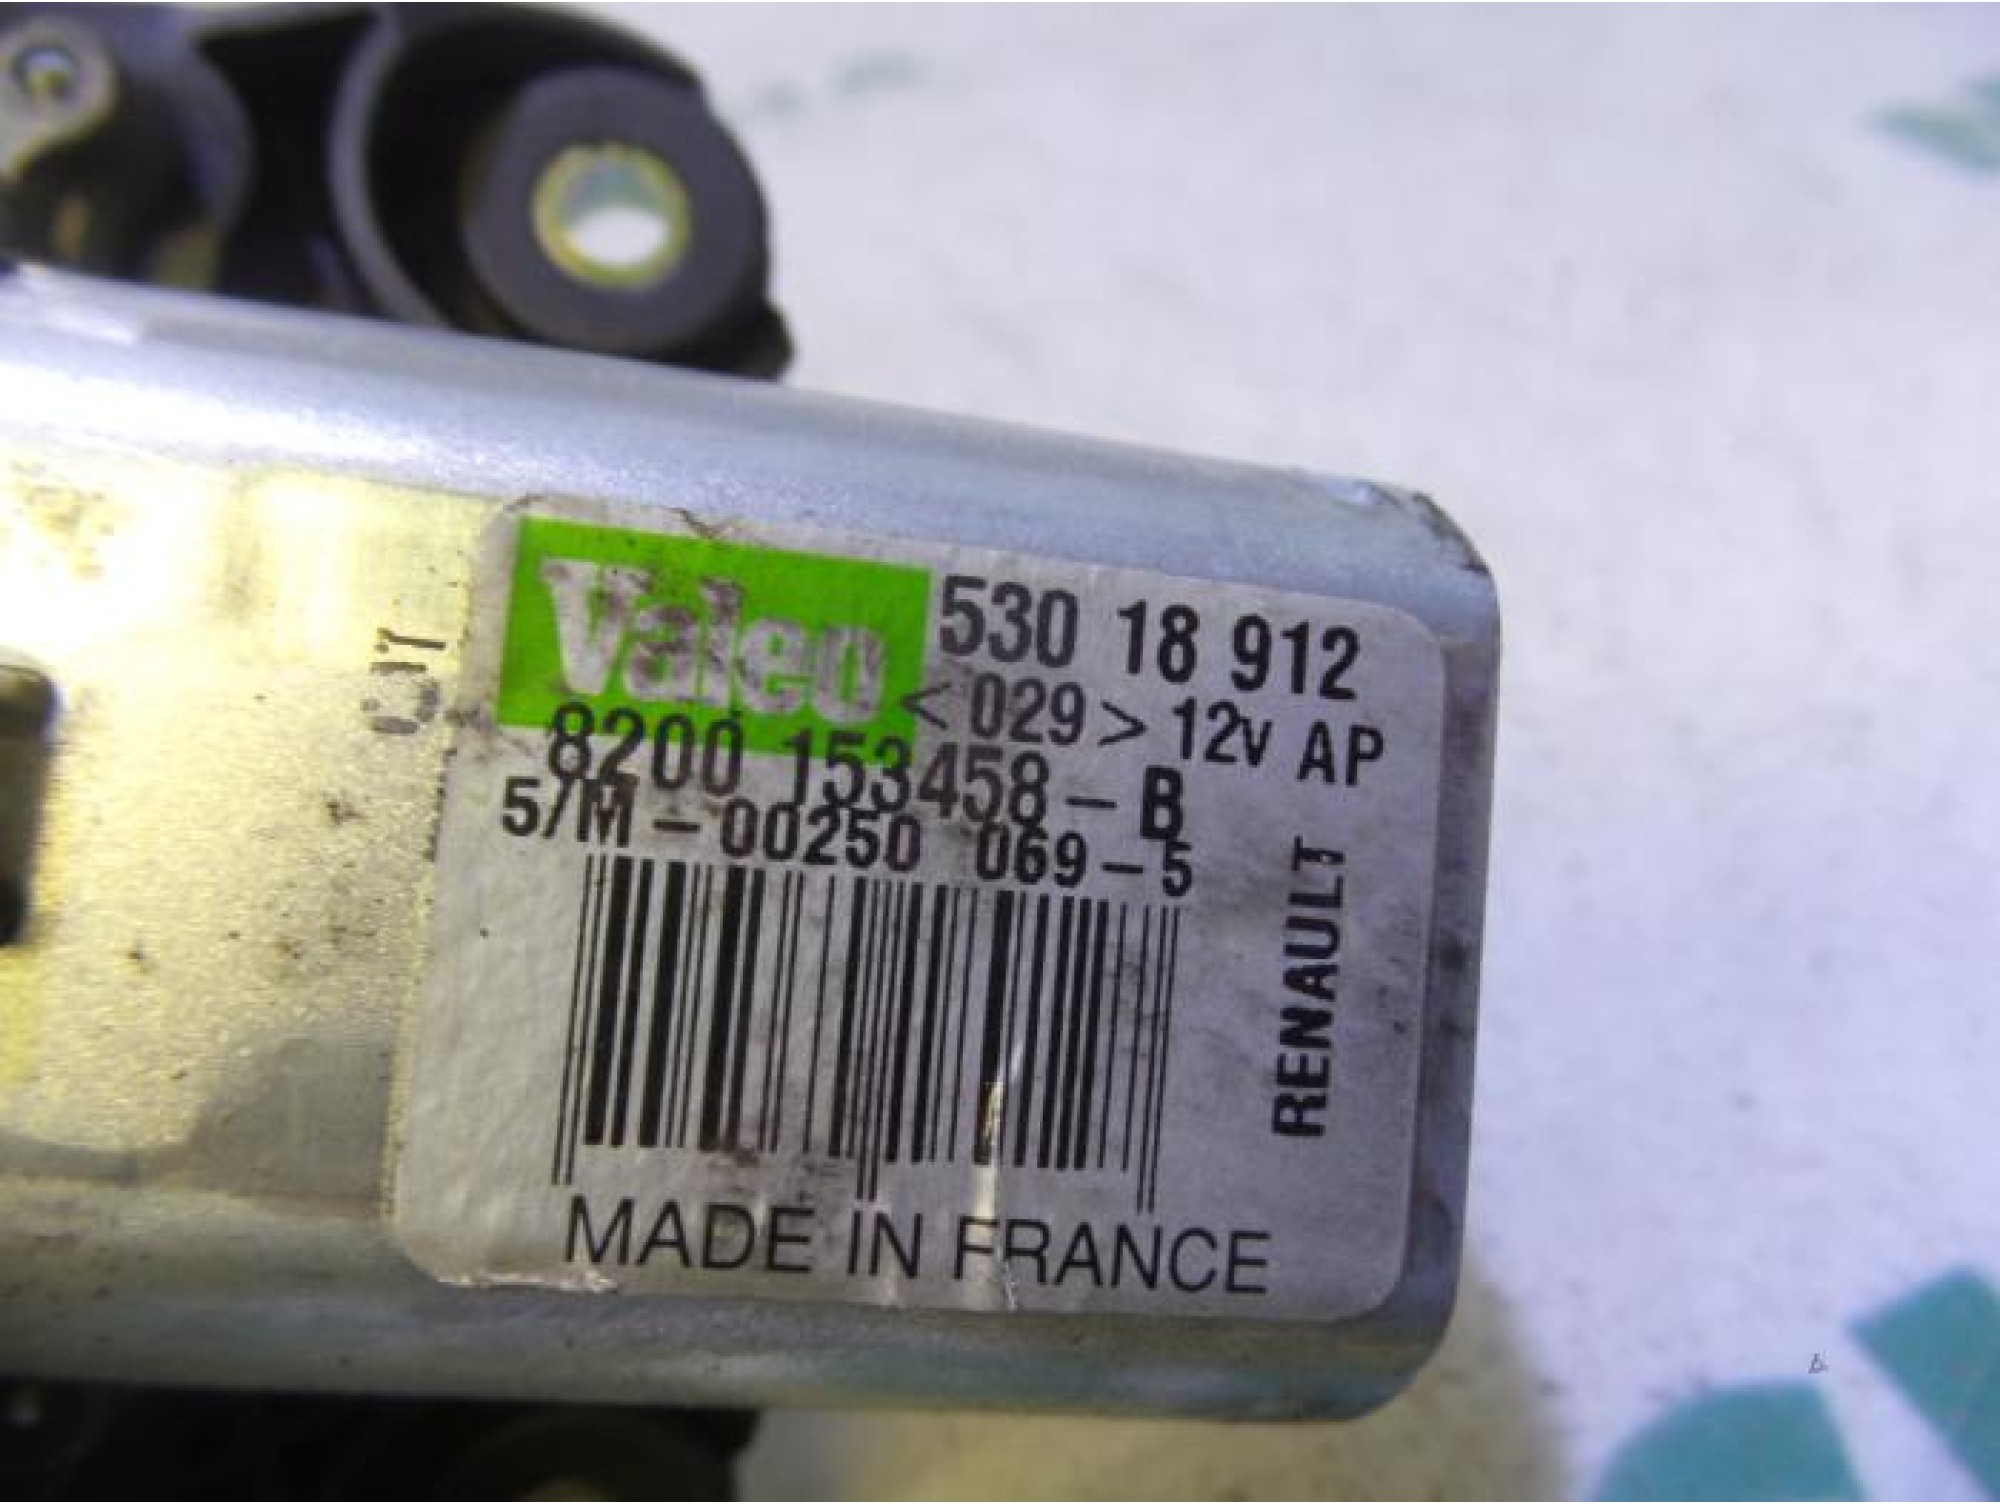 Valeo 530 18 912
<029> 12V AP
8200 153458-B
5/M-00250 069-5
RENAULT
MADE IN FRANCE